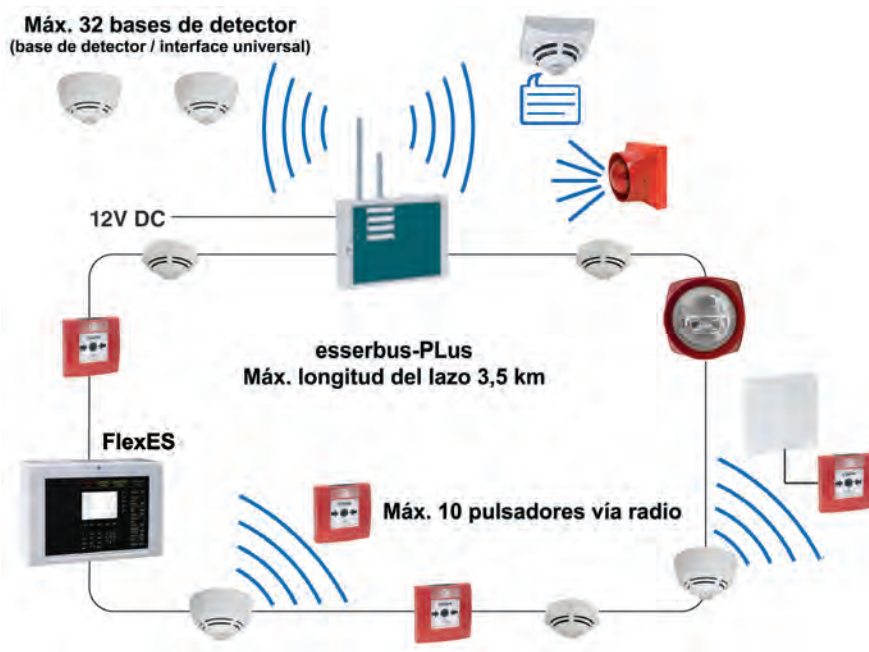 Máx. 32 bases de detector
(base de detector / interface universal)
12V DC
esserbus-PLus
Máx. longitud del lazo 3,5 km
FlexES
Máx. 10 pulsadores vía radio